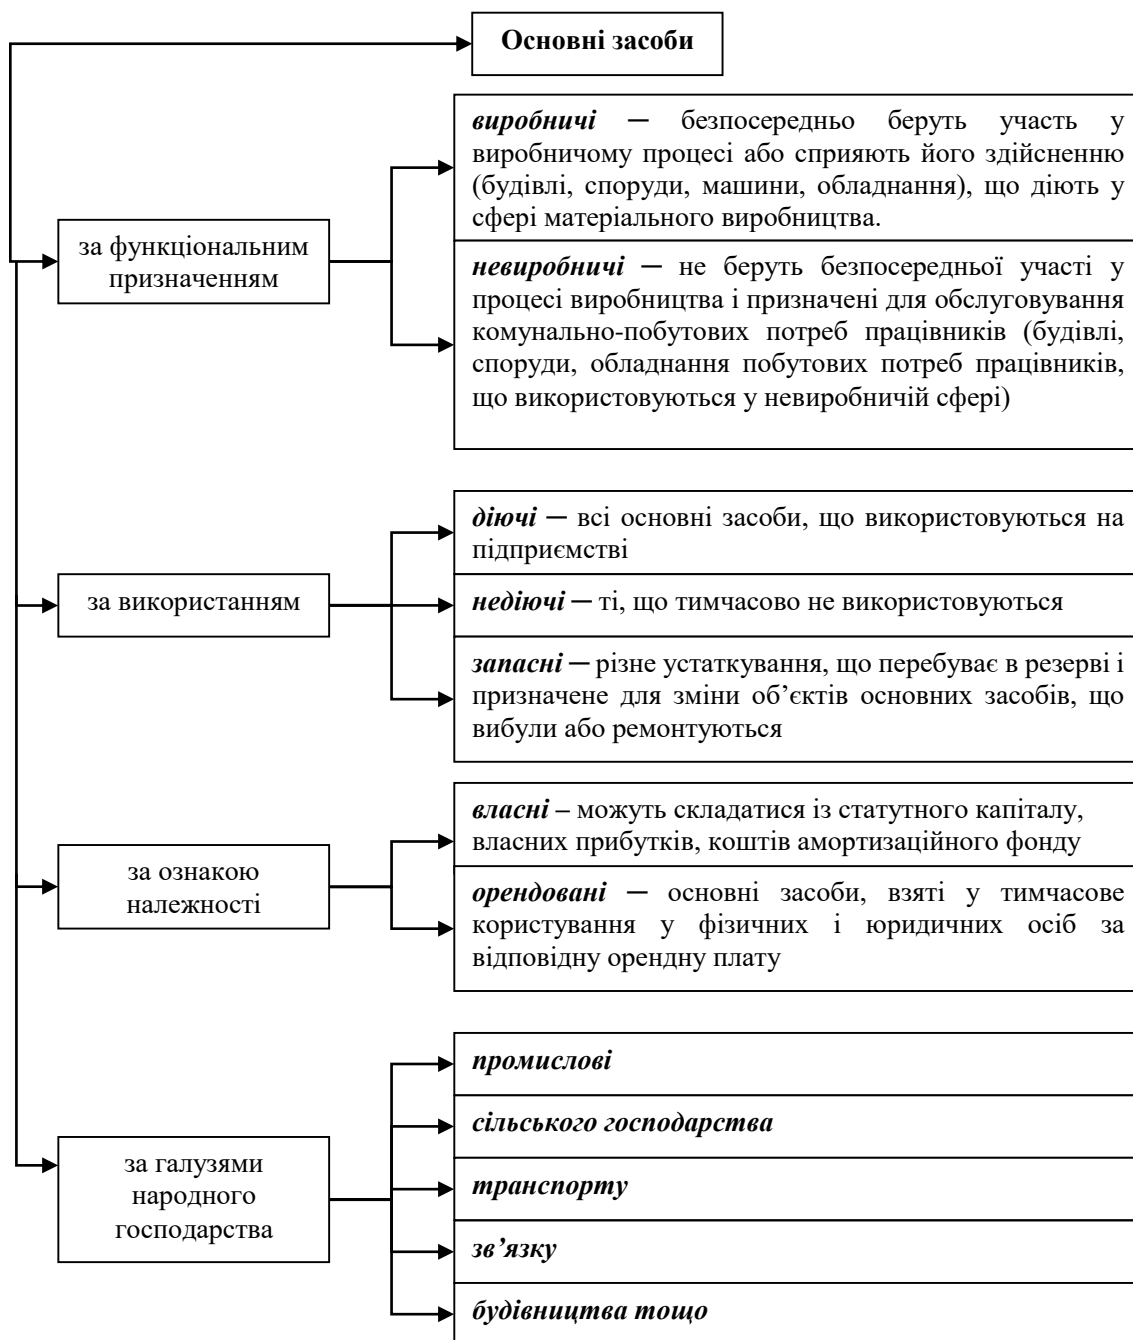 Основні засоби
виробничі — безпосередньо беруть участь у
виробничому процесі або сприяють його здійсненню
(будівлі, споруди, машини, обладнання), що діють у
сфері матеріального виробництва.
за функціональним
призначенням
невиробничі — не беруть безпосередньої участі у
процесі виробництва і призначені для обслуговування
комунально-побутових потреб працівників (будівлі,
споруди, обладнання побутових потреб працівників,
що використовуються у невиробничій сфері)
діючі — всі основні засоби, що використовуються на
підприємстві
за використанням
недіючі — ті, що тимчасово не використовуються
запасні — різне устаткування, що перебуває в резерві і
призначене для зміни об’єктів основних засобів, що
вибули або ремонтуються
власні – можуть складатися із статутного капіталу,
власних прибутків, коштів амортизаційного фонду
за ознакою
належності
орендовані — основні засоби, взяті у тимчасове
користування у фізичних і юридичних осіб за
відповідну орендну плату
промислові
сільського господарства
за галузями
народного
господарства
транспорту
зв’язку
будівництва тощо